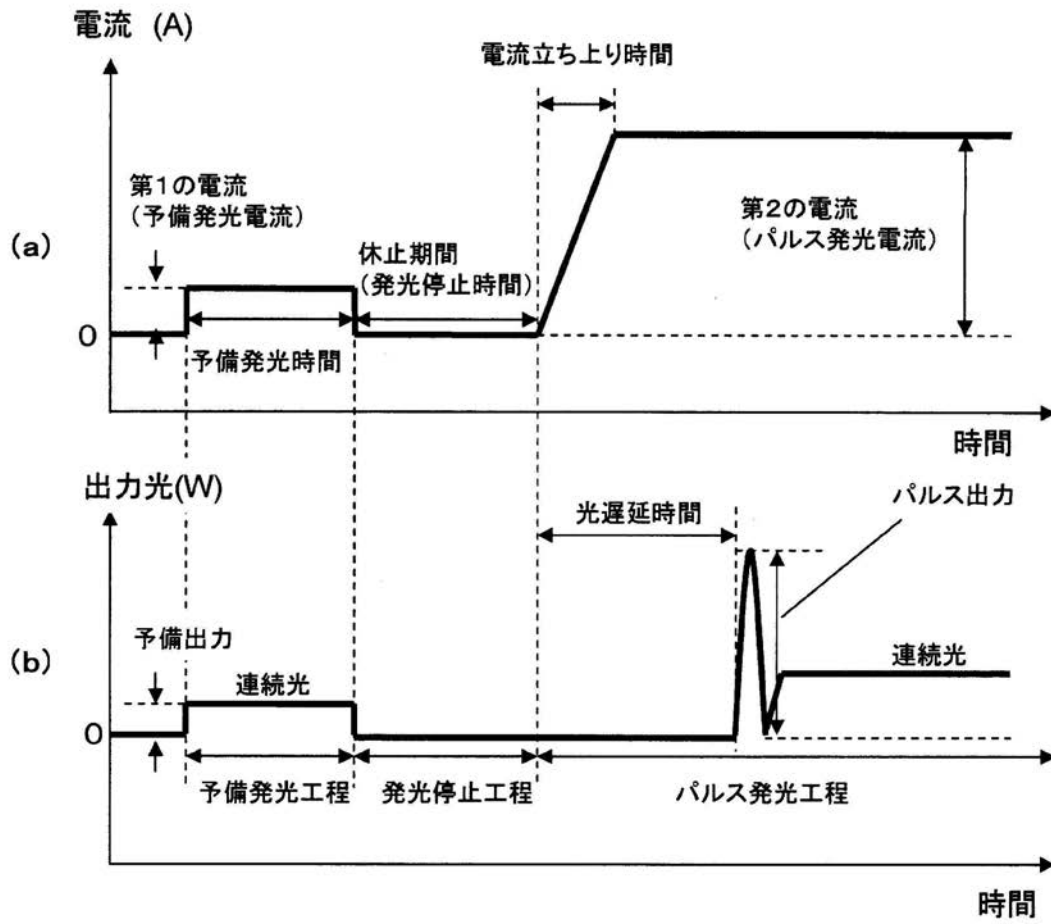 電流 (A)
電流立ち上り時間
第1の電流
(予備発光電流)
第2の電流
(パルス発光電流)
(a)
休止期間
(発光停止時間)
0
予備発光時間
時間
出力光(W)
パルス出力
光遅延時間
予備出力
(b)
連続光
連続光
0
予備発光工程
発光停止工程
パルス発光工程
時間